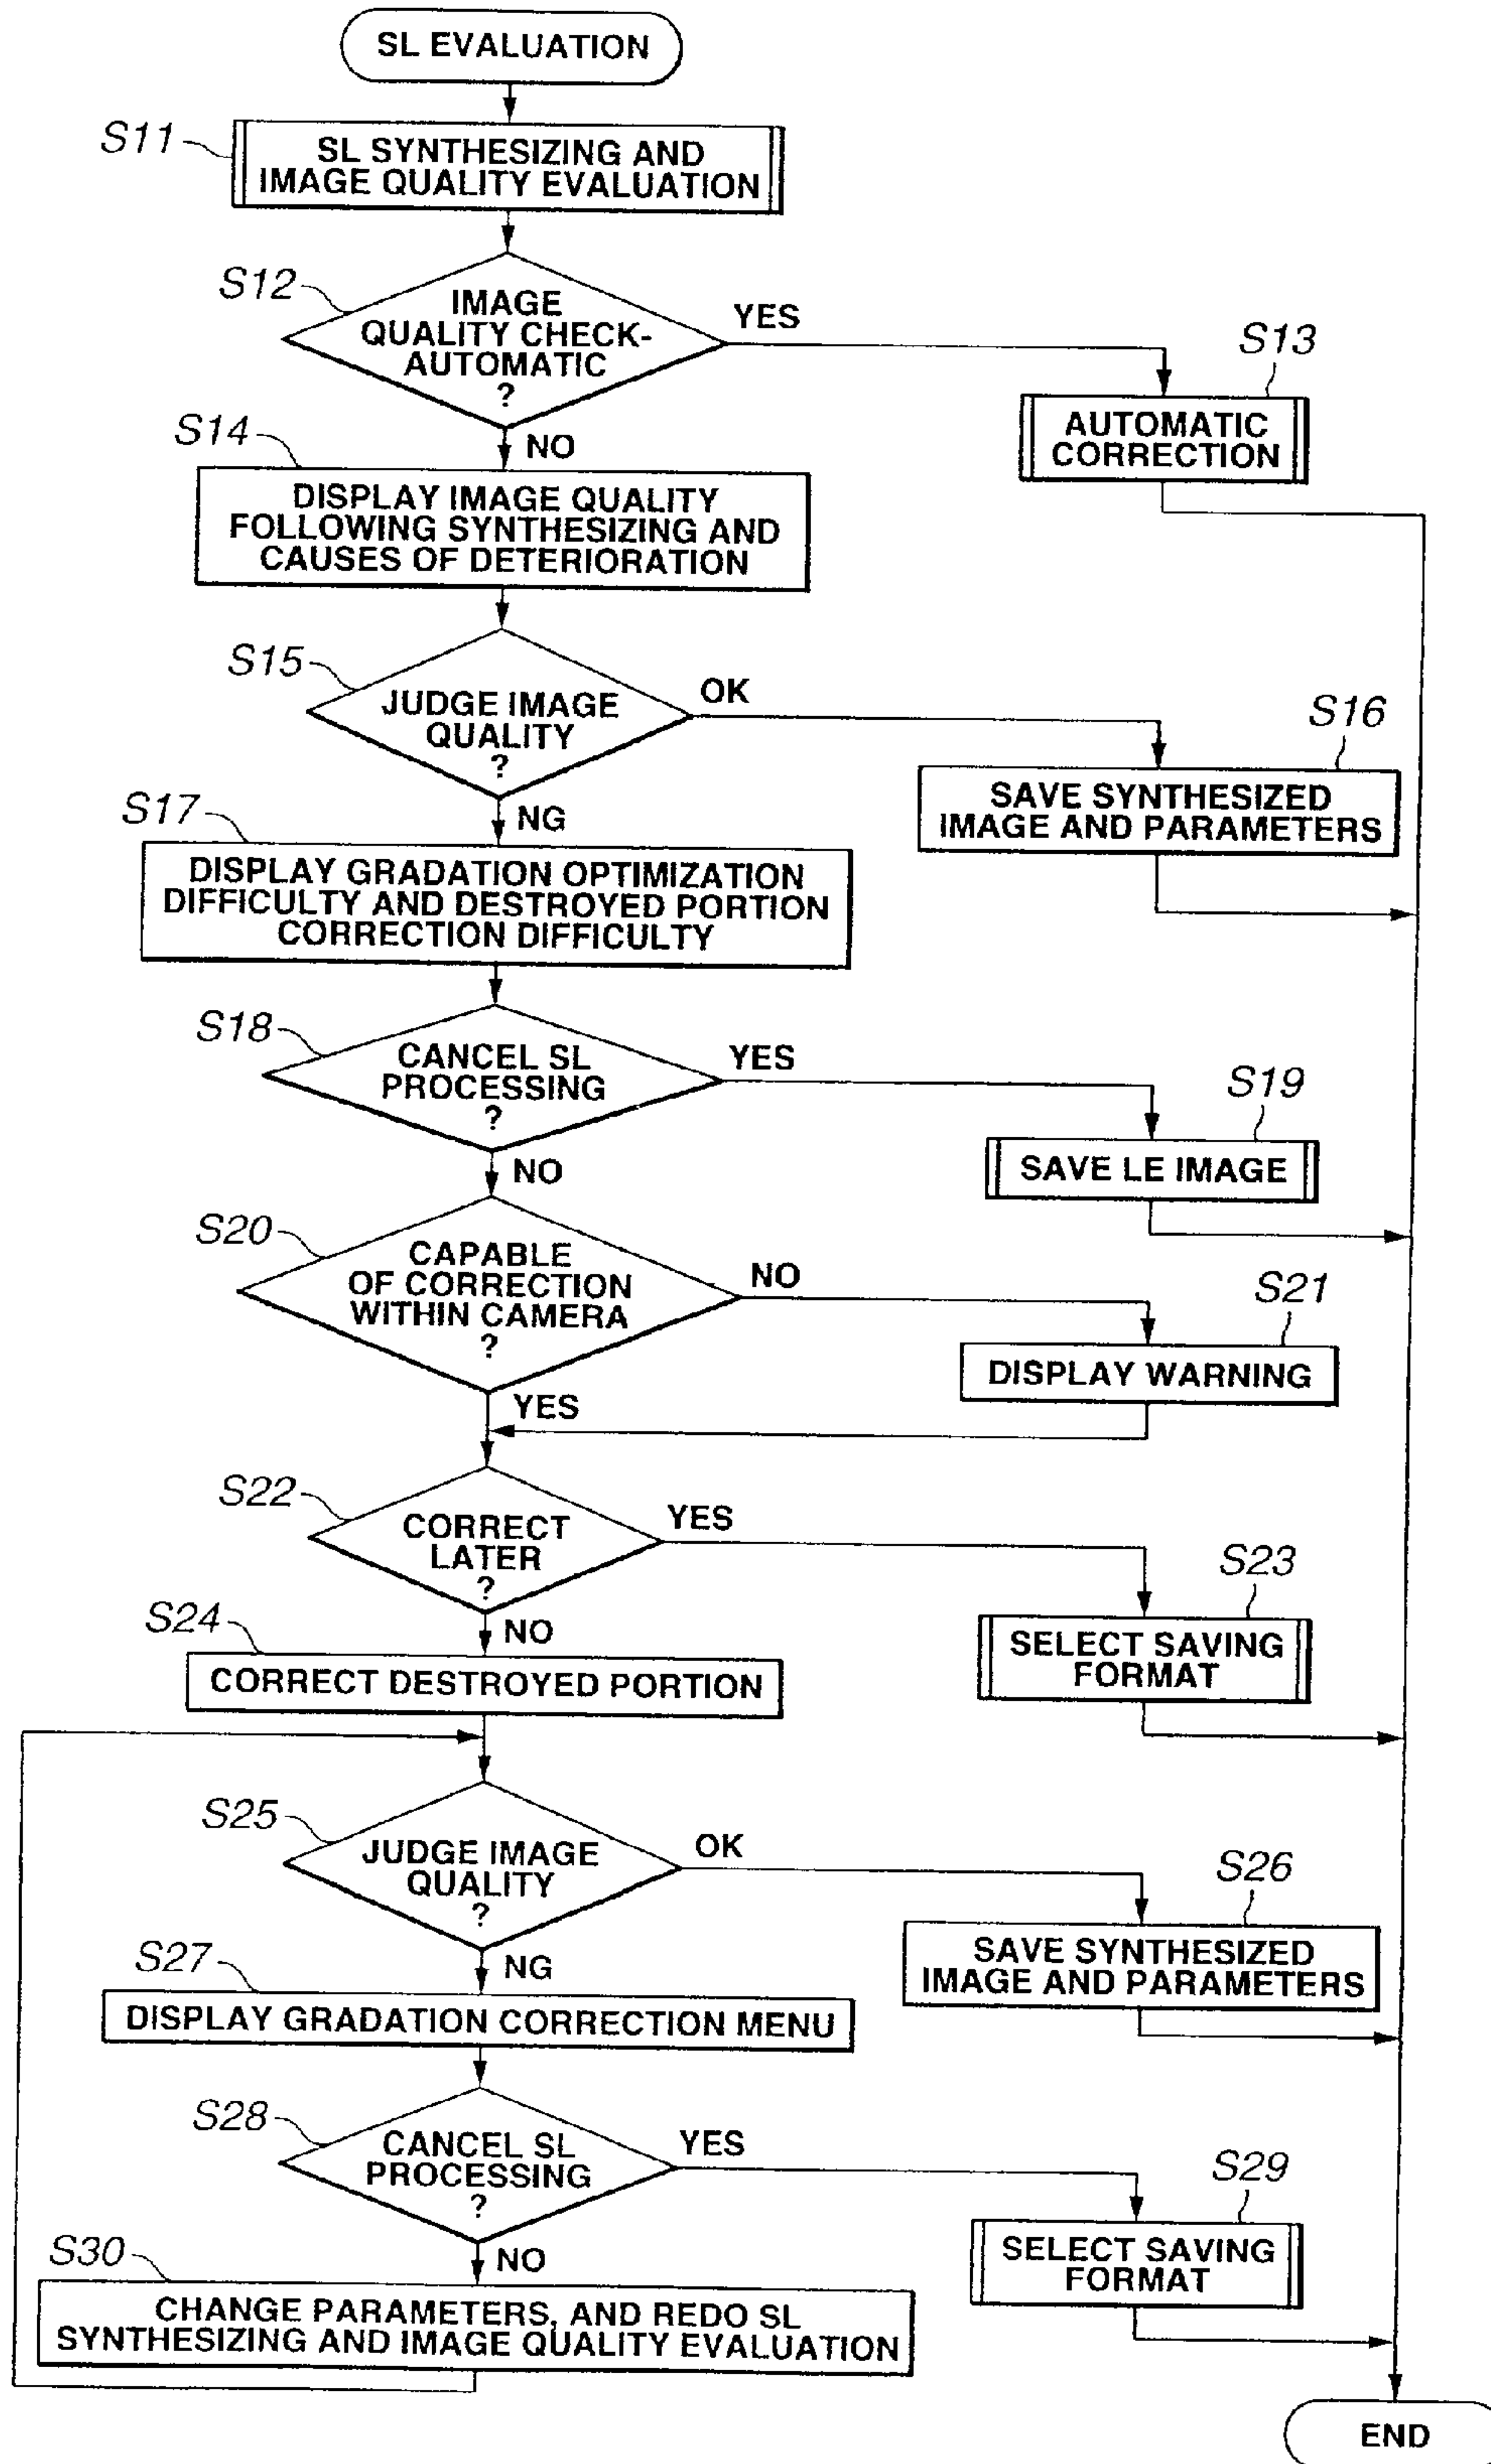 SL EVALUATION
S11
SL SYNTHESIZING AND
IMAGE QUALITY EVALUATION
S12
IMAGE
QUALITY CHECK-
AUTOMATIC
?
YES
S13
AUTOMATIC
CORRECTION
NO
S14
DISPLAY IMAGE QUALITY
FOLLOWING SYNTHESIZING AND
CAUSES OF DETERIORATION
S15
JUDGE IMAGE
QUALITY
?
OK
S16
SAVE SYNTHESIZED
IMAGE AND PARAMETERS
NG
S17
DISPLAY GRADATION OPTIMIZATION
DIFFICULTY AND DESTROYED PORTION
CORRECTION DIFFICULTY
S18
CANCEL SL
PROCESSING
?
YES
S19
SAVE LE IMAGE
NO
S20
CAPABLE
OF CORRECTION
WITHIN CAMERA
?
NO
S21
DISPLAY WARNING
YES
S22
CORRECT
LATER
?
YES
S23
SELECT SAVING
FORMAT
NO
S24
CORRECT DESTROYED PORTION
S25
JUDGE IMAGE
QUALITY
?
OK
S26
SAVE SYNTHESIZED
IMAGE AND PARAMETERS
NG
S27
DISPLAY GRADATION CORRECTION MENU
S28
CANCEL SL
PROCESSING
?
YES
S29
SELECT SAVING
FORMAT
NO
S30
CHANGE PARAMETERS, AND REDO SL
SYNTHESIZING AND IMAGE QUALITY EVALUATION
END